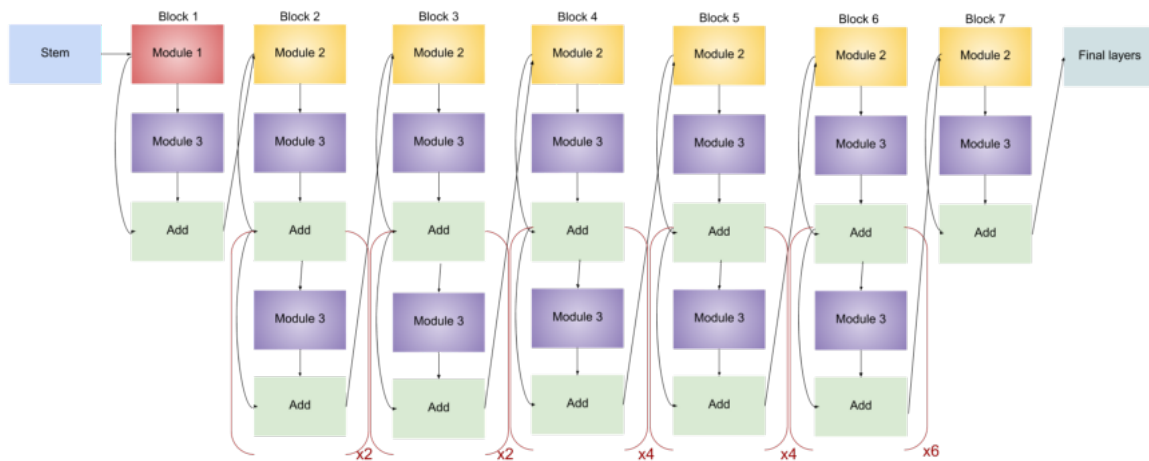 Block 1 Block 2 Block 3 Block 4 Block 5 Block 6 Block 7
Stem Module 1 Module 2 Module 2 Module 2 Module 2 Module 2 Module 2 Final layers
Module 3 Module 3 Module 3 Module 3 Module 3 Module 3 Module 3
Add Add Add Add Add Add Add
Module 3 Module 3 Module 3 Module 3 Module 3
Add Add Add Add Add
x2 x2 x4 x4 x6